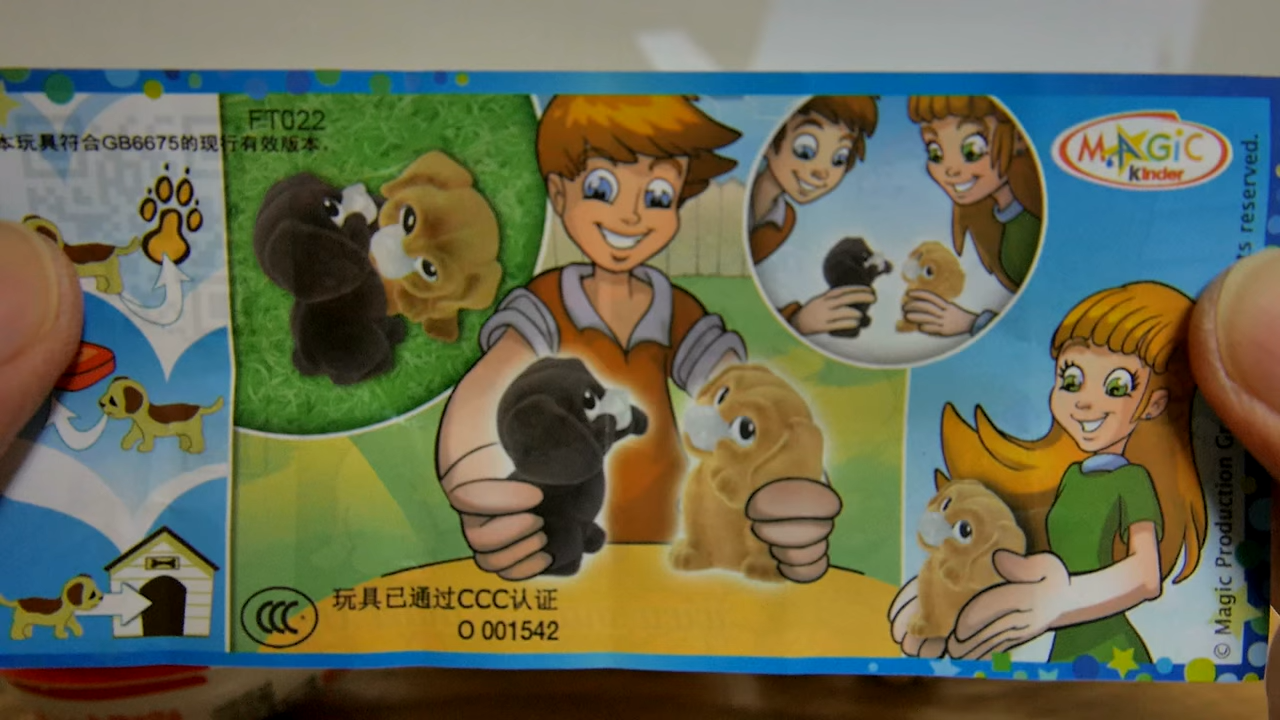 FT022
本玩具符合GB6675的现行有效版本.
MAGiC
kinder
玩具已通过CCC认证
O 001542
CCC
© Magic Production
ts reserved.